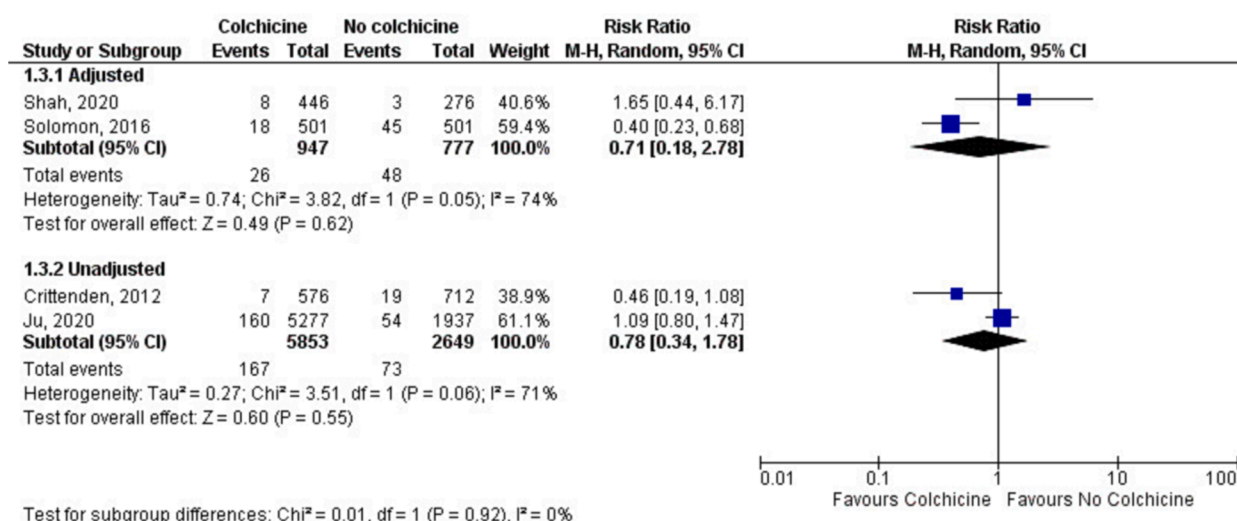 Colchicine No colchicine Risk Ratio Risk Ratio
Study or Subgroup Events Total Events Total Weight M-H, Random, 95% CI M-H, Random, 95% CI
1.3.1 Adjusted
Shah, 2020 8 446 3 276 40.6% 1.65 [0.44, 6.17]
Solomon, 2016 18 501 45 501 59.4% 0.40 [0.23, 0.68]
Subtotal (95% CI) 947 777 100.0% 0.71 [0.18, 2.78]
Total events 26 48
Heterogeneity: Tau² = 0.74; Chi² = 3.82, df = 1 (P = 0.05); I² = 74%
Test for overall effect: Z = 0.49 (P = 0.62)
1.3.2 Unadjusted
Crittenden, 2012 7 576 19 712 38.9% 0.46 [0.19, 1.08]
Ju, 2020 160 5277 54 1937 61.1% 1.09 [0.80, 1.47]
Subtotal (95% CI) 5853 2649 100.0% 0.78 [0.34, 1.78]
Total events 167 73
Heterogeneity: Tau² = 0.27; Chi² = 3.51, df = 1 (P = 0.06); I² = 71%
Test for overall effect: Z = 0.60 (P = 0.55)
0.01 0.1 1 10 100
Favours Colchicine Favours No Colchicine
Test for subgroup differences: Chi² = 0.01, df = 1 (P = 0.92), I² = 0%